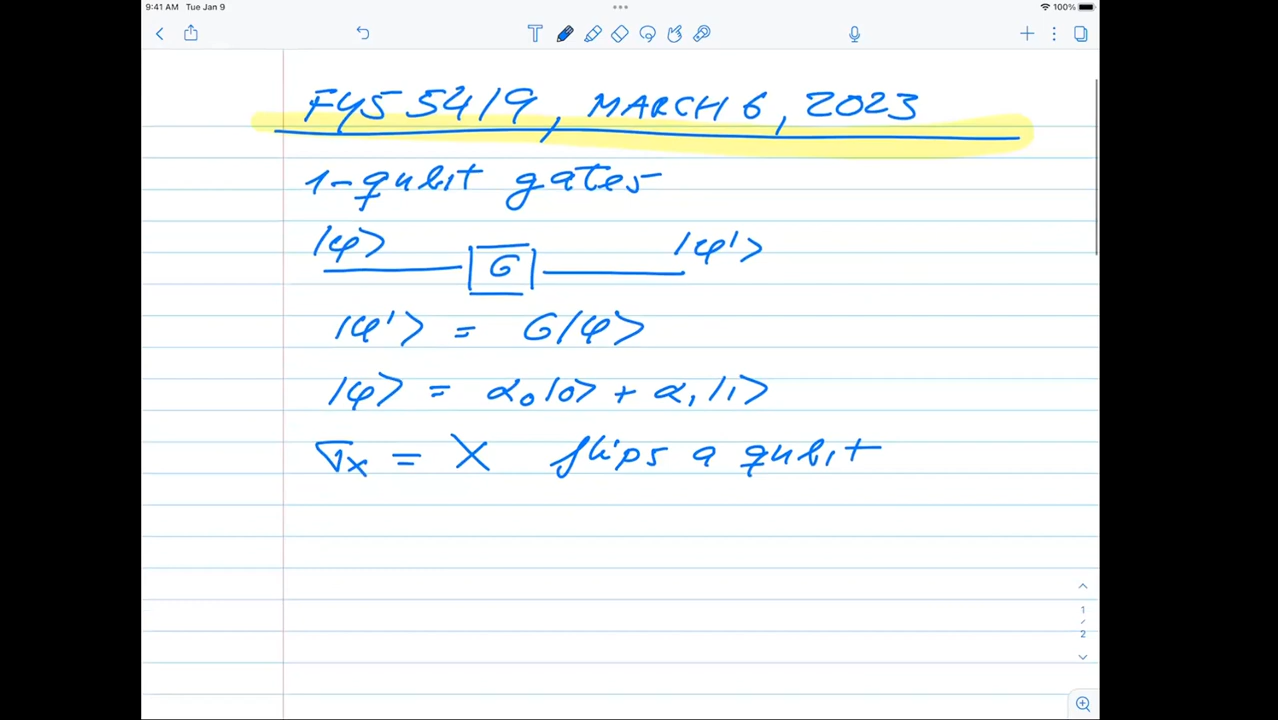 9:41 AM Tue Jan 9
100%
FYS 5419, MARCH 6, 2023
1-qubit gates
|φ> G |φ'>
|φ'> = G|φ>
|φ> = α₀|0> + α₁|1>
σx = X flips a qubit
1
/
2